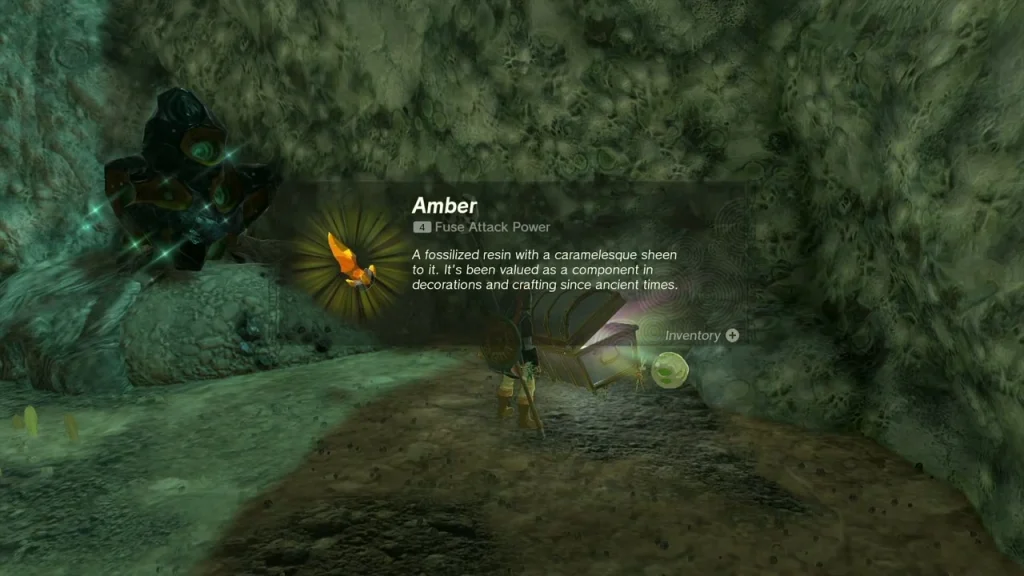 Amber
4 Fuse Attack Power
A fossilized resin with a caramelesque sheen
to it. It's been valued as a component in
decorations and crafting since ancient times.
Inventory +